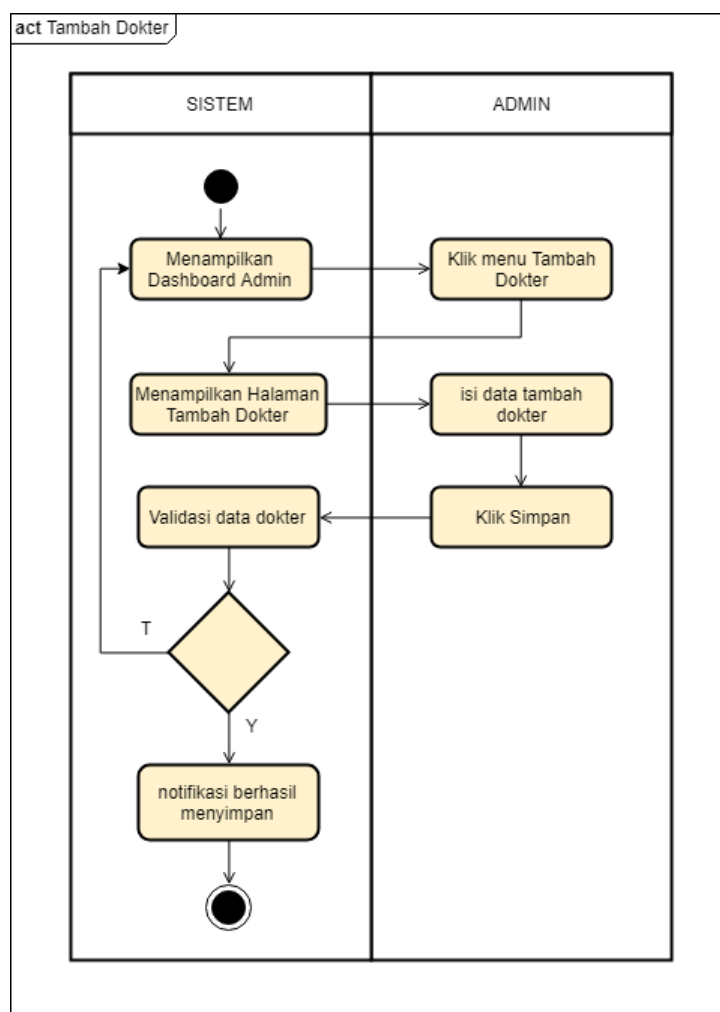 act Tambah Dokter
SISTEM
ADMIN
Menampilkan
Dashboard Admin
Klik menu Tambah
Dokter
Menampilkan Halaman
Tambah Dokter
isi data tambah
dokter
Validasi data dokter
Klik Simpan
T
Y
notifikasi berhasil
menyimpan